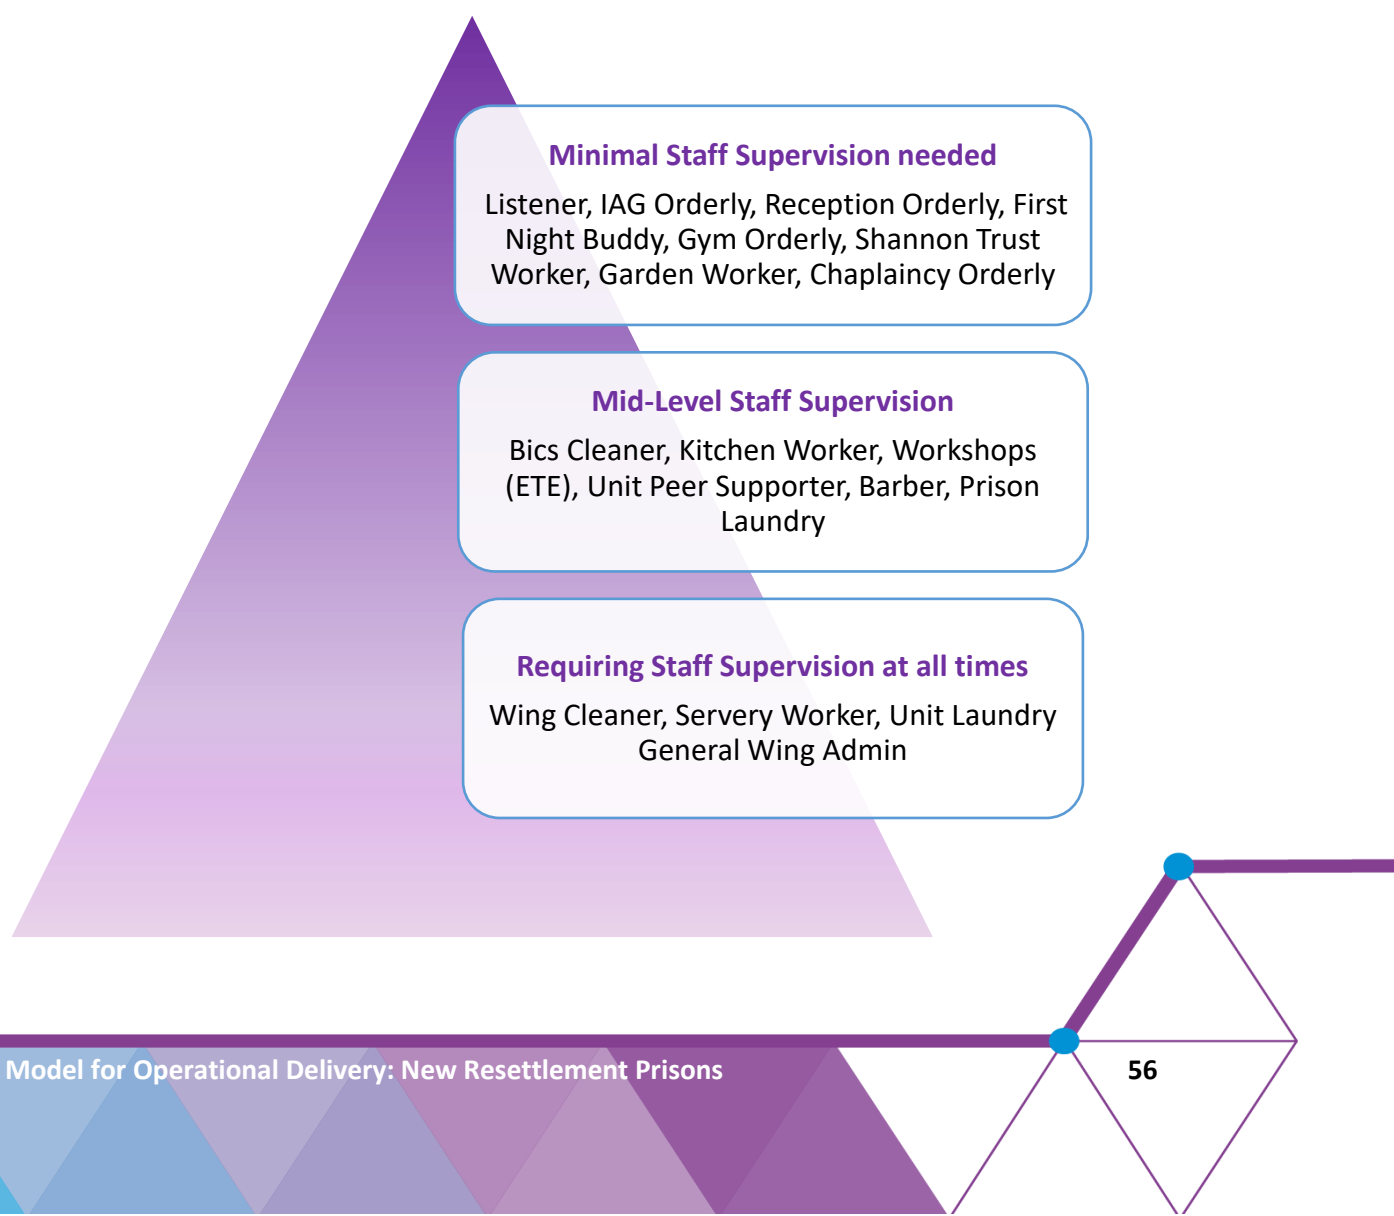 Minimal Staff Supervision needed
Listener, IAG Orderly, Reception Orderly, First
Night Buddy, Gym Orderly, Shannon Trust
Worker, Garden Worker, Chaplaincy Orderly
Mid-Level Staff Supervision
Bics Cleaner, Kitchen Worker, Workshops
(ETE), Unit Peer Supporter, Barber, Prison
Laundry
Requiring Staff Supervision at all times
Wing Cleaner, Servery Worker, Unit Laundry
General Wing Admin
Model for Operational Delivery: New Resettlement Prisons
56